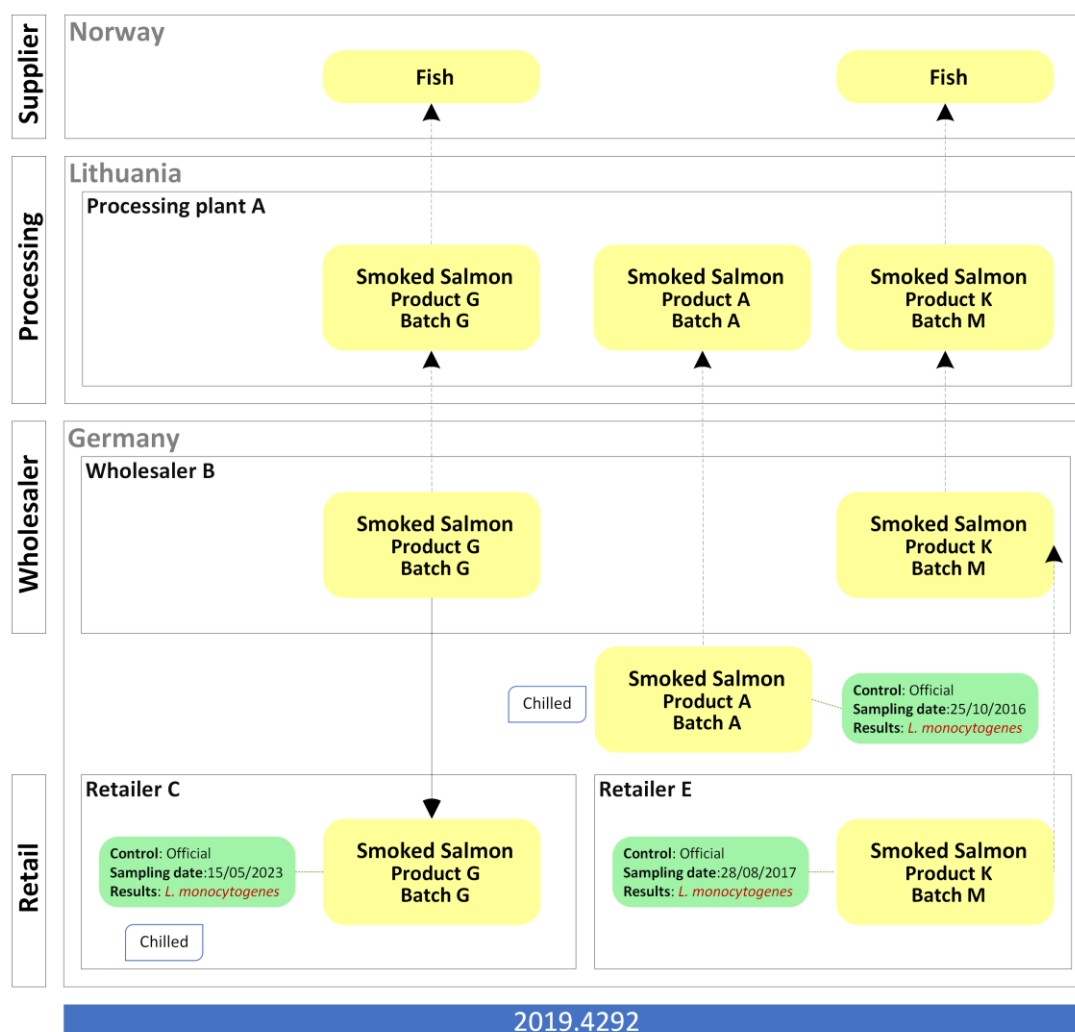 Supplier
Norway
Fish
Fish
Processing
Lithuania
Processing plant A
Smoked Salmon
Product G
Batch G
Smoked Salmon
Product A
Batch A
Smoked Salmon
Product K
Batch M
Wholesaler
Germany
Wholesaler B
Smoked Salmon
Product G
Batch G
Smoked Salmon
Product K
Batch M
Chilled
Smoked Salmon
Product A
Batch A
Control: Official
Sampling date:25/10/2016
Results: L. monocytogenes
Retail
Retailer C
Control: Official
Sampling date:15/05/2023
Results: L. monocytogenes
Smoked Salmon
Product G
Batch G
Chilled
Retailer E
Control: Official
Sampling date:28/08/2017
Results: L. monocytogenes
Smoked Salmon
Product K
Batch M
2019.4292